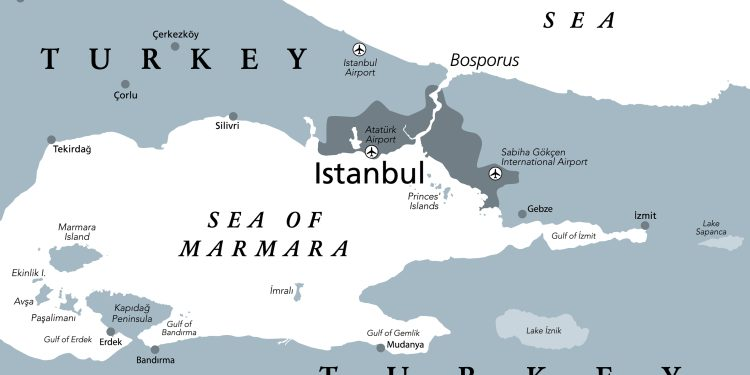 SEA
Çerkezköy
TURKEY
Istanbul
Airport
Bosporus
Çorlu
Silivri
Atatürk
Airport
Tekirdağ
Sabiha Gökçen
International Airport
Istanbul
Princes'
Islands
Gebze
İzmit
SEA OF
MARMARA
Gulf of İzmit
Lake
Sapanca
Marmara
Island
Ekinlik I.
İmralı
Avşa
Paşalimanı
Kapıdağ
Peninsula
Gulf of
Bandırma
Gulf of Erdek
Erdek
Gulf of Gemlik
Mudanya
Lake İznik
Bandırma
TURKEY